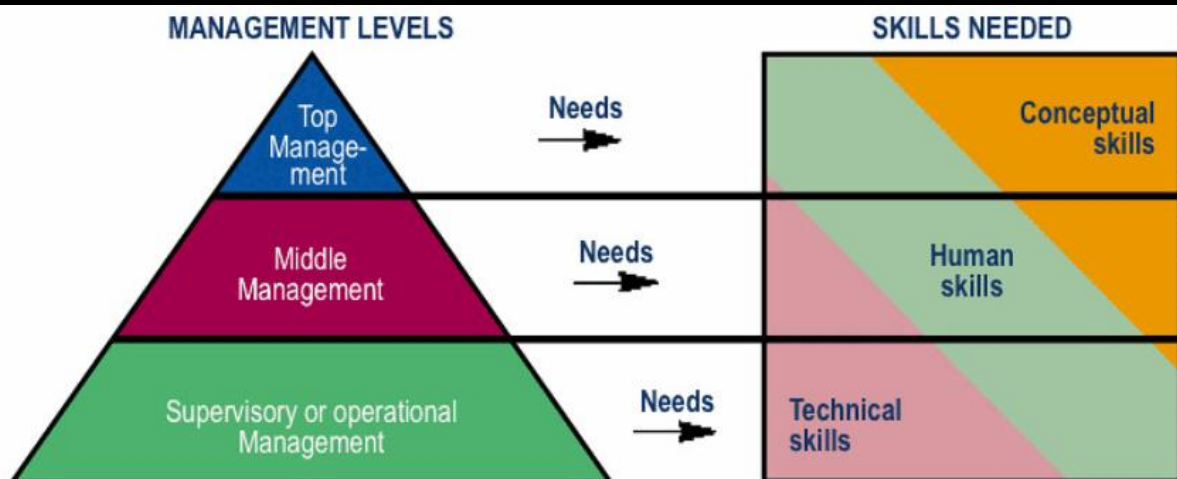 MANAGEMENT LEVELS
SKILLS NEEDED
Top
Manage-
ment
Needs
Conceptual
skills
Middle
Management
Needs
Human
skills
Supervisory or operational
Management
Needs
Technical
skills